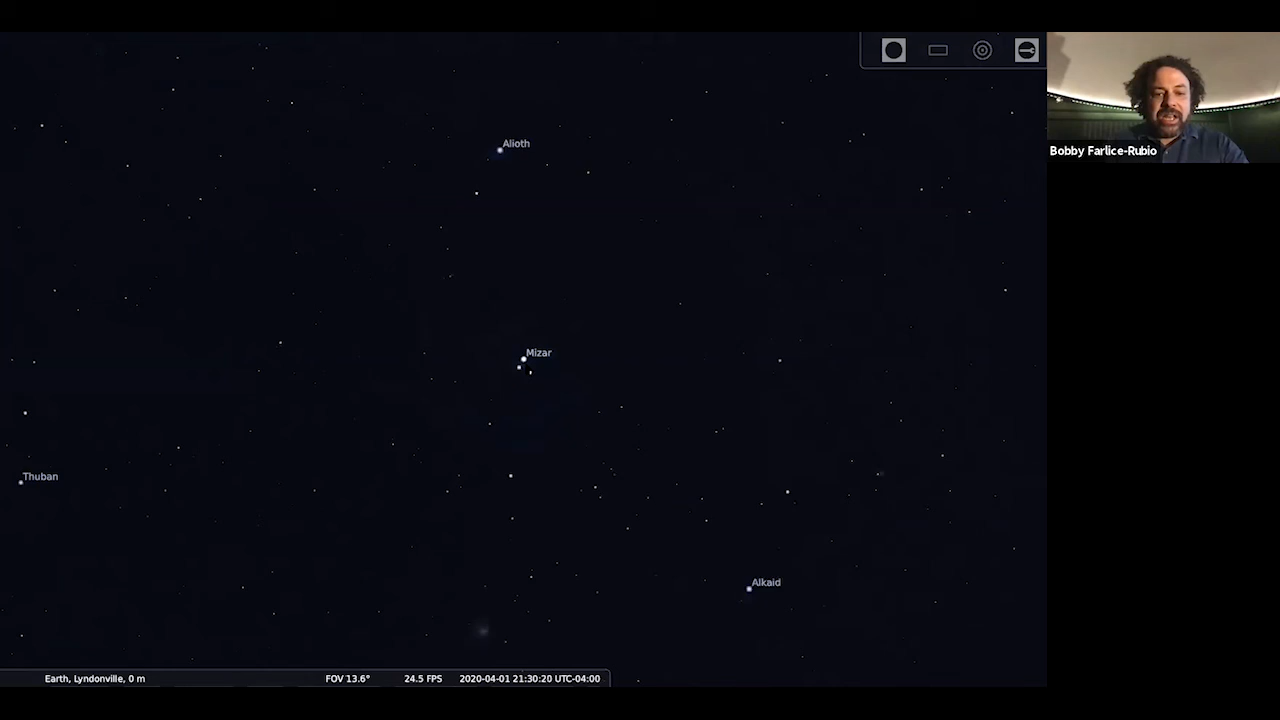 Alioth
Bobby Farlice-Rubio
Mizar
Thuban
Alkaid
Earth, Lyndonville, 0 m FOV 13.6° 24.5 FPS 2020-04-01 21:30:20 UTC-04:00